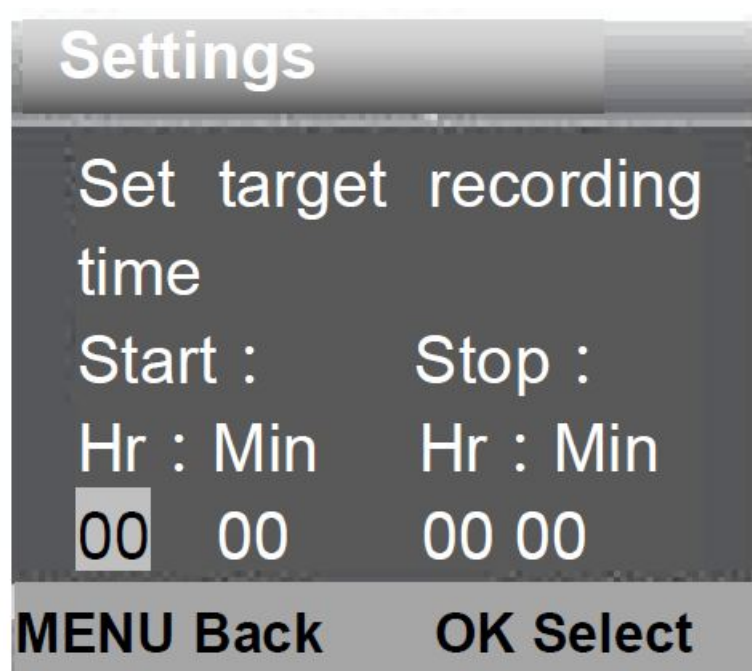 Settings
Set target recording
time
Start : Stop :
Hr : Min Hr : Min
00 00 00 00
MENU Back OK Select